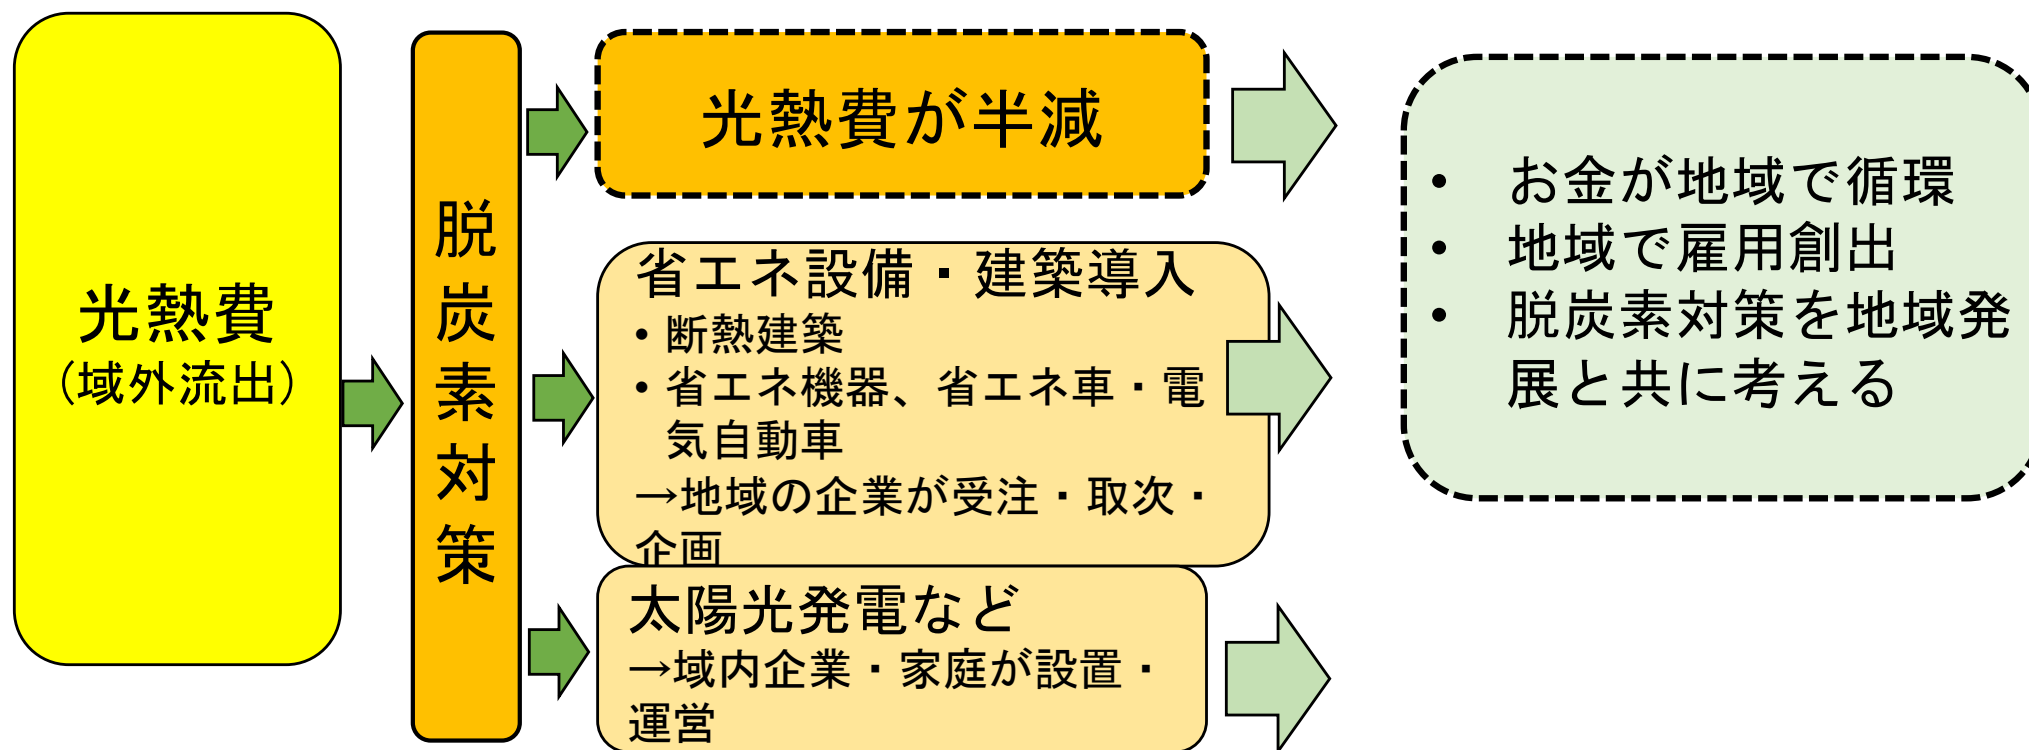 光熱費
（域外流出）
脱炭素対策
光熱費が半減
省エネ設備・建築導入
• 断熱建築
• 省エネ機器、省エネ車・電
気自動車
→地域の企業が受注・取次・
企画
太陽光発電など
→域内企業・家庭が設置・
運営
• お金が地域で循環
• 地域で雇用創出
• 脱炭素対策を地域発
展と共に考える